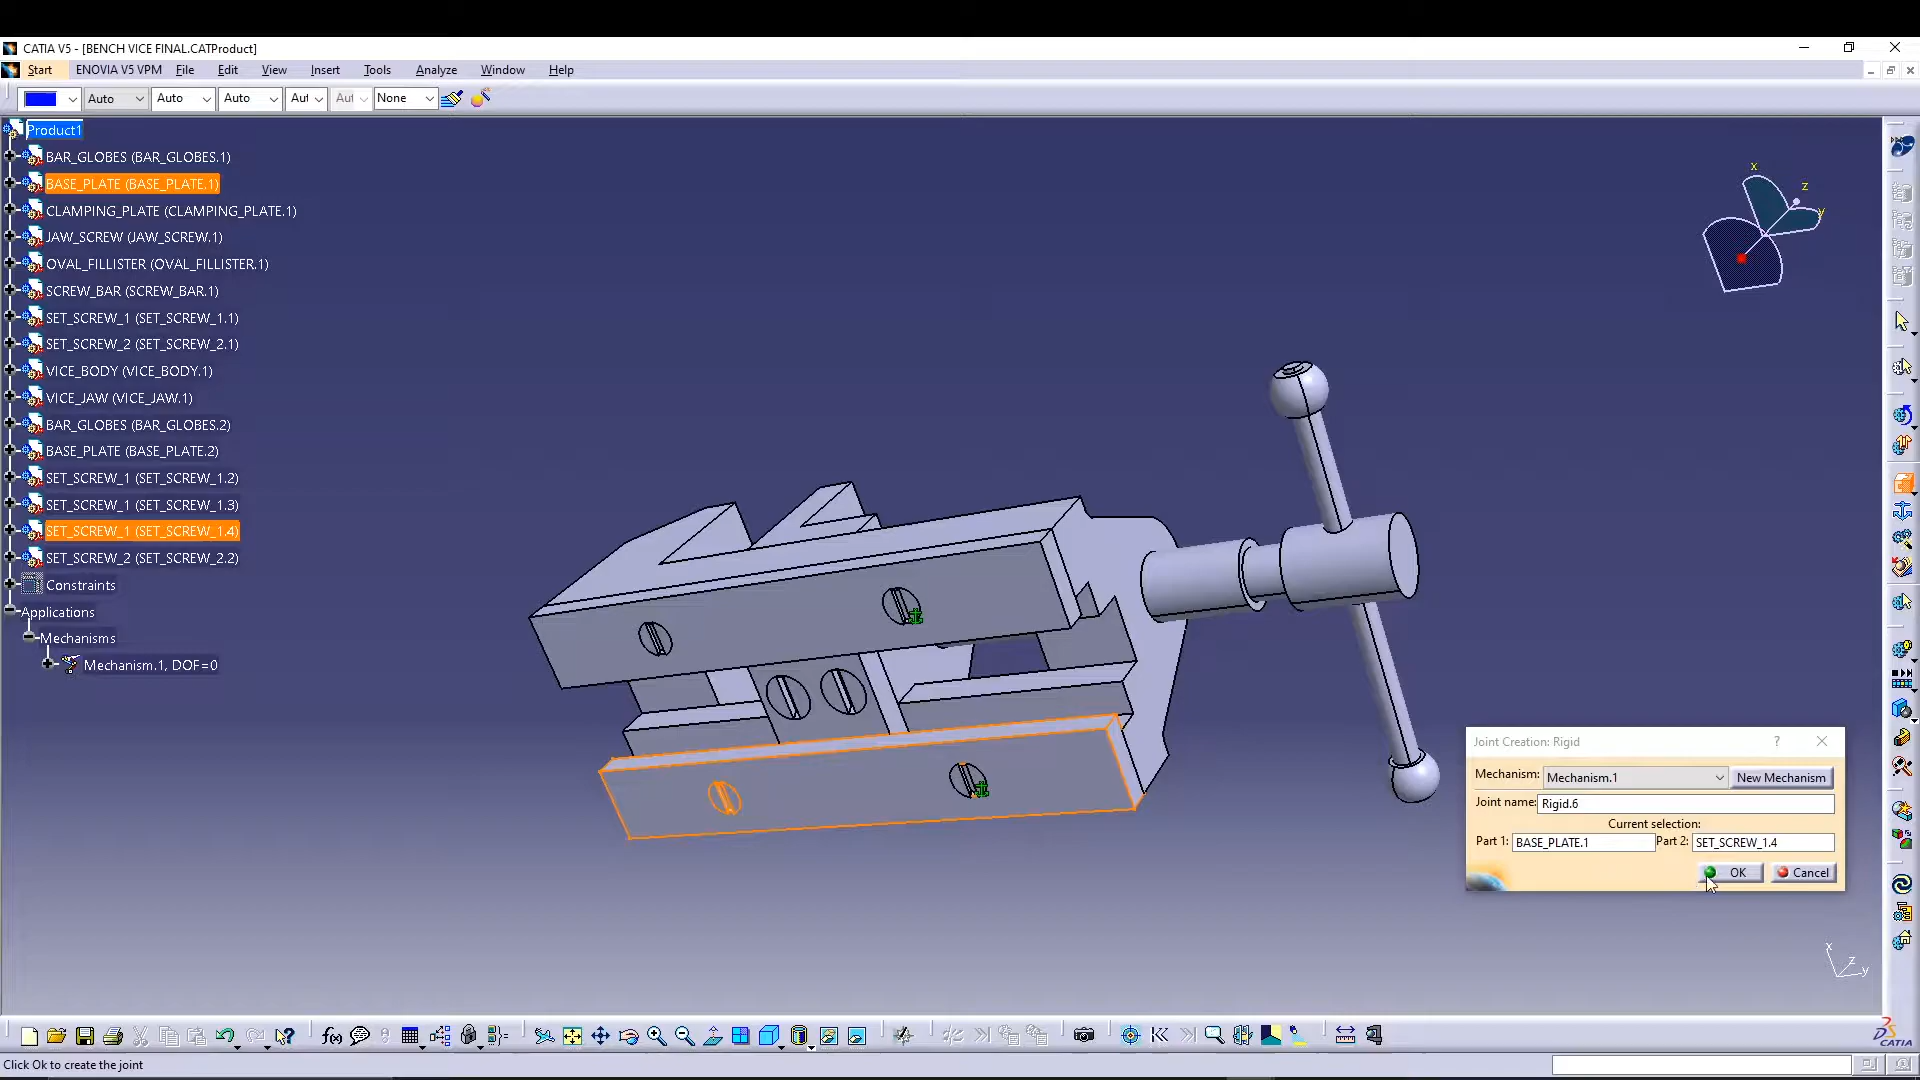 CATIA V5 - [BENCH VICE FINAL.CATProduct]
Start ENOVIA V5 VPM File Edit View Insert Tools Analyze Window Help
Auto Auto Auto Aut Aut None
Product1
BAR_GLOBES (BAR_GLOBES.1)
BASE_PLATE (BASE_PLATE.1)
CLAMPING_PLATE (CLAMPING_PLATE.1)
JAW_SCREW (JAW_SCREW.1)
OVAL_FILLISTER (OVAL_FILLISTER.1)
SCREW_BAR (SCREW_BAR.1)
SET_SCREW_1 (SET_SCREW_1.1)
SET_SCREW_2 (SET_SCREW_2.1)
VICE_BODY (VICE_BODY.1)
VICE_JAW (VICE_JAW.1)
BAR_GLOBES (BAR_GLOBES.2)
BASE_PLATE (BASE_PLATE.2)
SET_SCREW_1 (SET_SCREW_1.2)
SET_SCREW_1 (SET_SCREW_1.3)
SET_SCREW_1 (SET_SCREW_1.4)
SET_SCREW_2 (SET_SCREW_2.2)
Constraints
Applications
Mechanisms
Mechanism.1, DOF=0
x
z
y
Joint Creation: Rigid ?
Mechanism: Mechanism.1 New Mechanism
Joint name: Rigid.6
Current selection:
Part 1: BASE_PLATE.1 Part 2: SET_SCREW_1.4
OK Cancel
x
z
y
f(x)
CATIA
Click Ok to create the joint